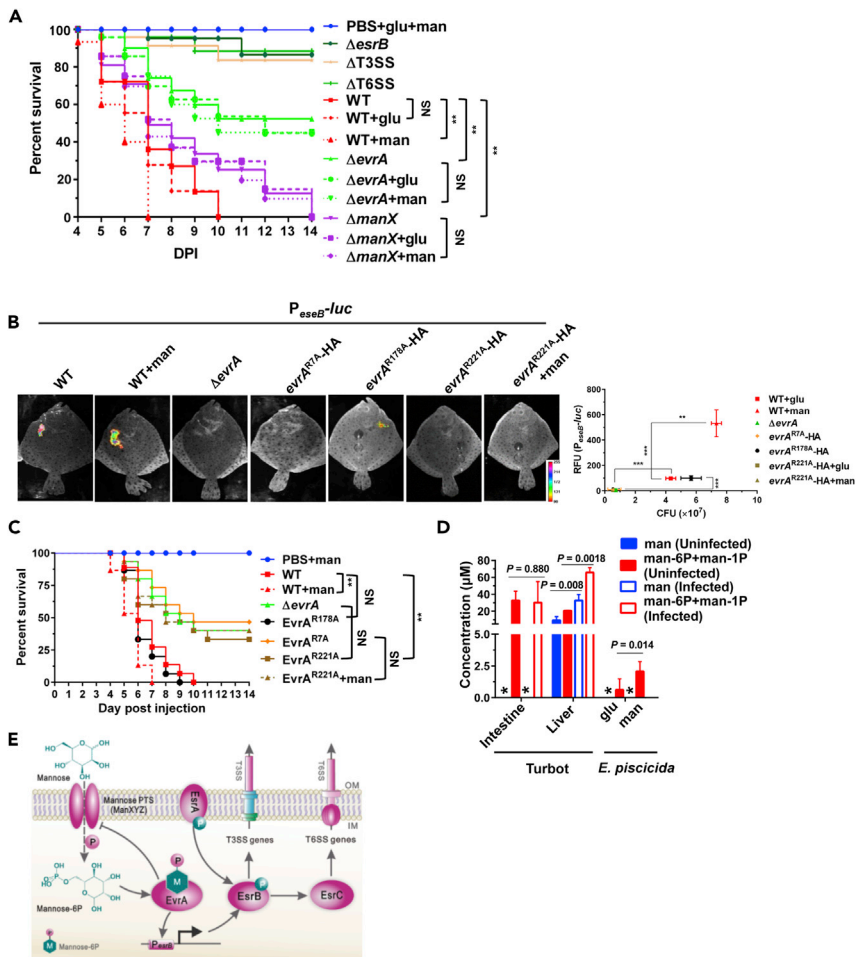 A
Percent survival
100
80
60
40
20
0
4 5 6 7 8 9 10 11 12 13 14
DPI
PBS+glu+man
ΔesrB
ΔT3SS
ΔT6SS
WT
WT+glu
WT+man
ΔevrA
ΔevrA+glu
ΔevrA+man
ΔmanX
ΔmanX+glu
ΔmanX+man
NS
**
**
**
NS
NS
B
PeseB-luc
WT
WT+man
ΔevrA
evrAR7A-HA
evrAR178A-HA
evrAR221A-HA
evrAR221A-HA
+man
RFU (PeseB-luc)
800
600
400
200
100
0
0 2 4 6 8 10
CFU (×10⁷)
**
***
***
***
WT+glu
WT+man
ΔevrA
evrAR7A-HA
evrAR178A-HA
evrAR221A-HA+glu
evrAR221A-HA+man
C
Percent survival
100
75
50
25
0
0 1 2 3 4 5 6 7 8 9 10 11 12 13 14
Day post injection
PBS+man
WT
WT+man
ΔevrA
EvrAR178A
EvrAR7A
EvrAR221A
EvrAR221A+man
**
NS
NS
NS
**
D
man (Uninfected)
man-6P+man-1P
(Uninfected)
man (Infected)
man-6P+man-1P
(Infected)
Concentration (μM)
80
60
40
20
5.0
2.5
0.0
P = 0.880
P = 0.0018
P = 0.008
P = 0.014
* * * *
Intestine
Liver
glu
man
Turbot
E. piscicida
E
Mannose
Mannose PTS
(ManXYZ)
P
Mannose-6P
P
M
EvrA
EsrA
P
P esrB
EsrB
P
EsrC
T3SS
T6SS
T3SS genes
T6SS genes
OM
IM
P
M
Mannose-6P